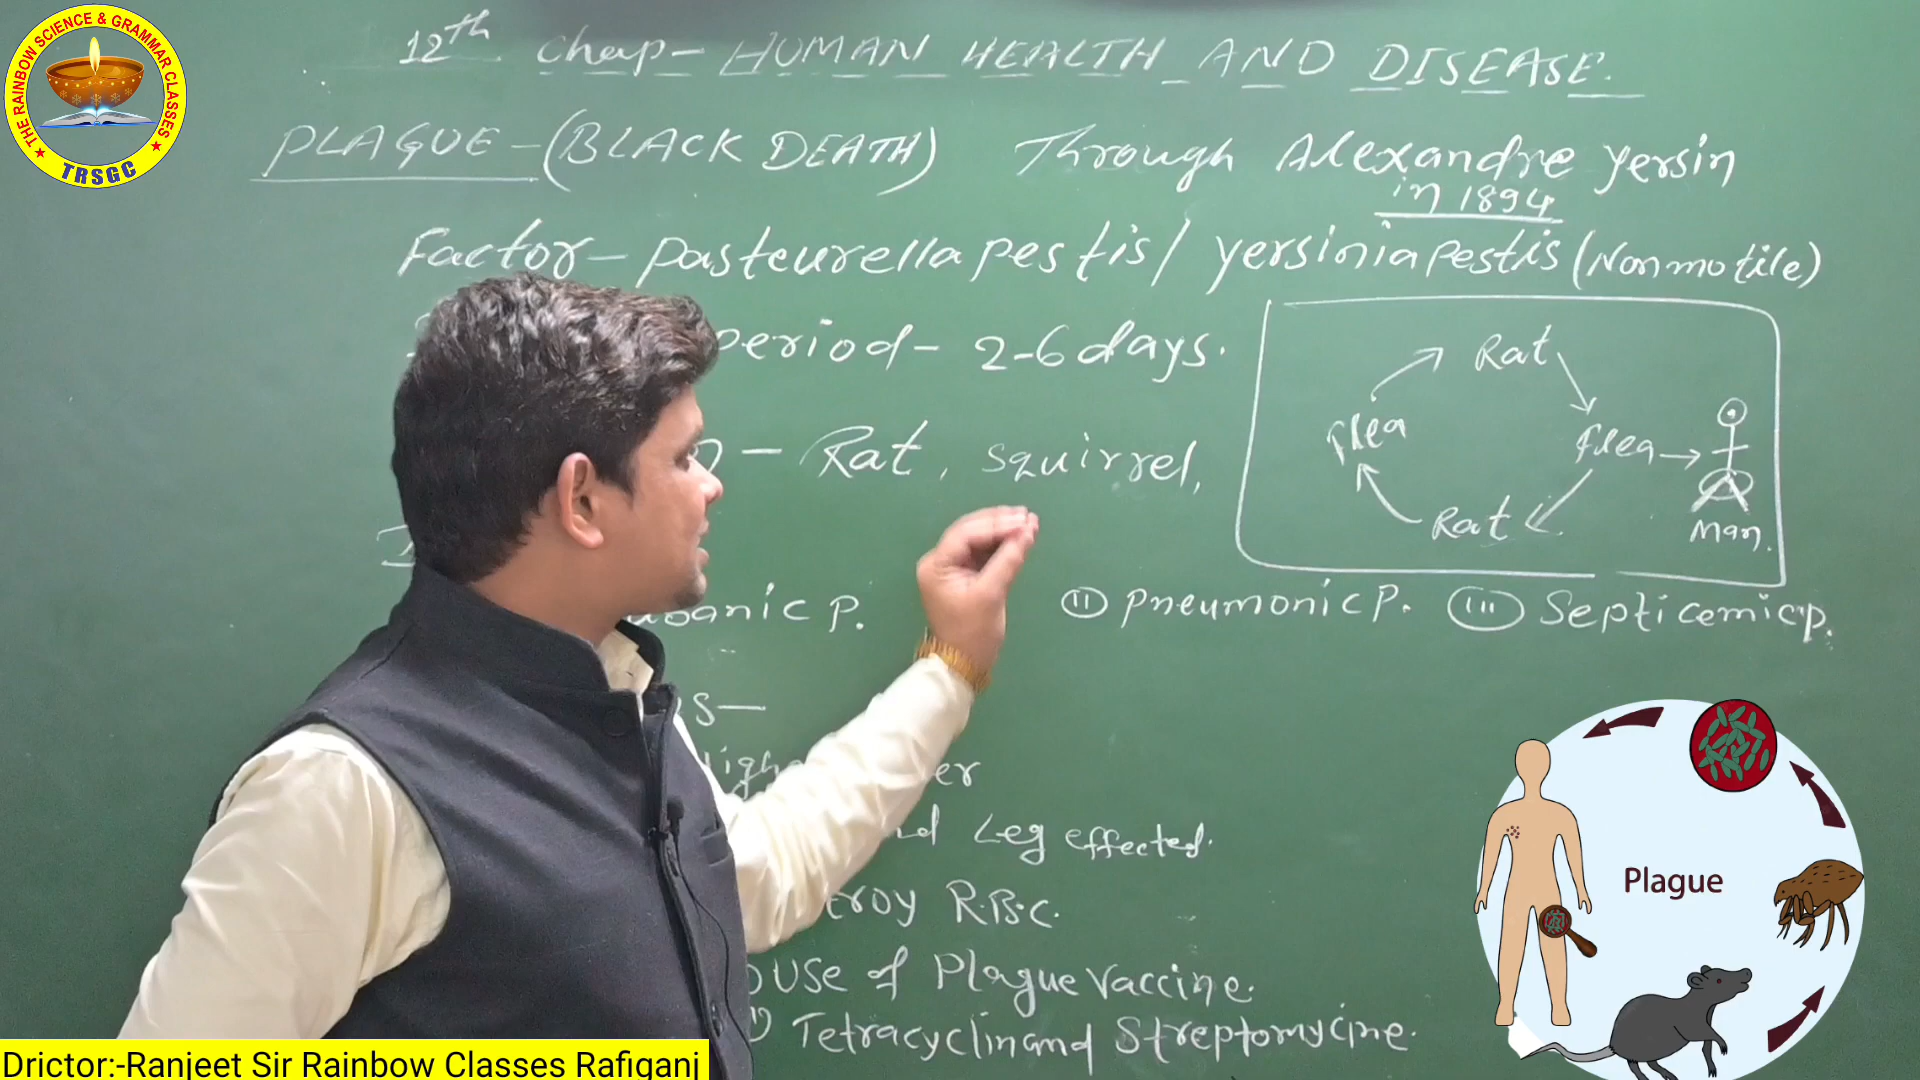 THE RAINBOW SCIENCE & GRAMMAR CLASSES
TRSGC
12th Chap- HUMAN HEALTH AND DISEASE.
PLAGUE-(BLACK DEATH) Through Alexandre Yersin
in 1894
Factor- Pasteurella pestis/ yersinia pestis (Nonmotile)
period- 2-6 days.
- Rat, squirrel,
Rat
Flea
Flea
Rat
Man.
P. (II) Pneumonic P. (III) Septicemic p.
S-
Leg effected.
R.B.C.
Use of Plague Vaccine.
Tetracyclin and Streptomycine.
Plague
Drictor:-Ranjeet Sir Rainbow Classes Rafiganj